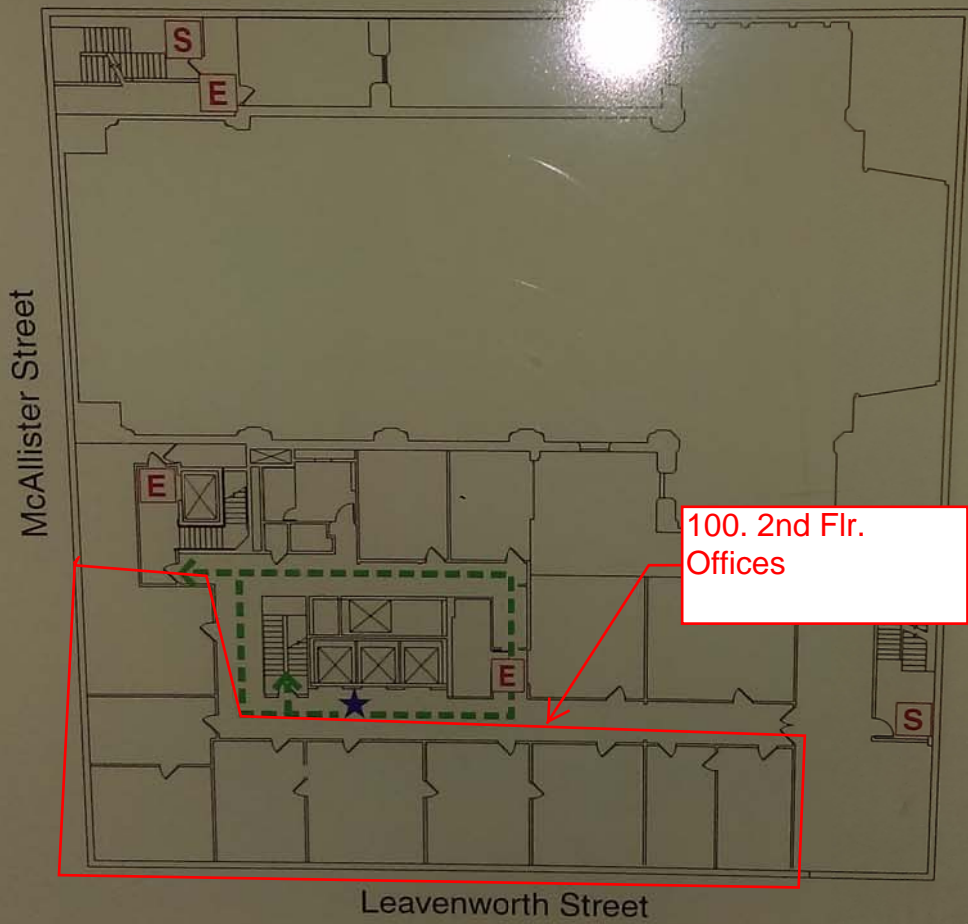 S
E
McAllister Street
E
100. 2nd Flr.
Offices
E
S
Leavenworth Street